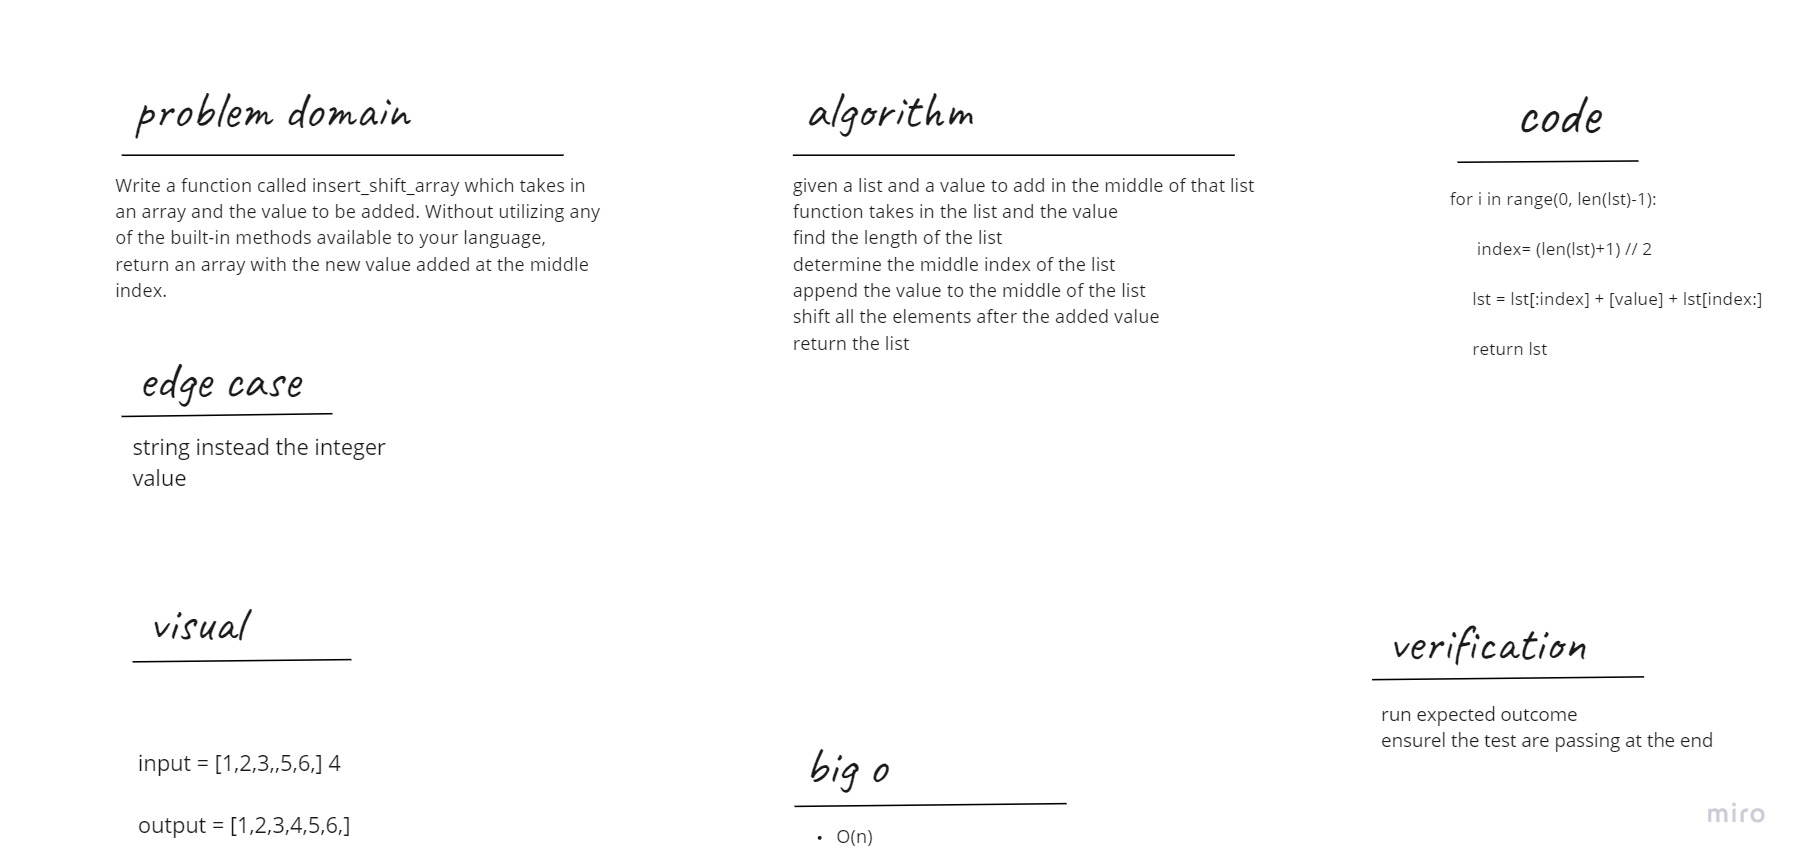 problem domain
Write a function called insert_shift_array which takes in
an array and the value to be added. Without utilizing any
of the built-in methods available to your language,
return an array with the new value added at the middle
index.
edge case
string instead the integer
value
visual
input = [1,2,3,,5,6,] 4
output = [1,2,3,4,5,6,]
algorithm
given a list and a value to add in the middle of that list
function takes in the list and the value
find the length of the list
determine the middle index of the list
append the value to the middle of the list
shift all the elements after the added value
return the list
big o
• O(n)
code
for i in range(0, len(lst)-1):
index= (len(lst)+1) // 2
lst = lst[:index] + [value] + lst[index:]
return lst
verification
run expected outcome
ensurel the test are passing at the end
miro